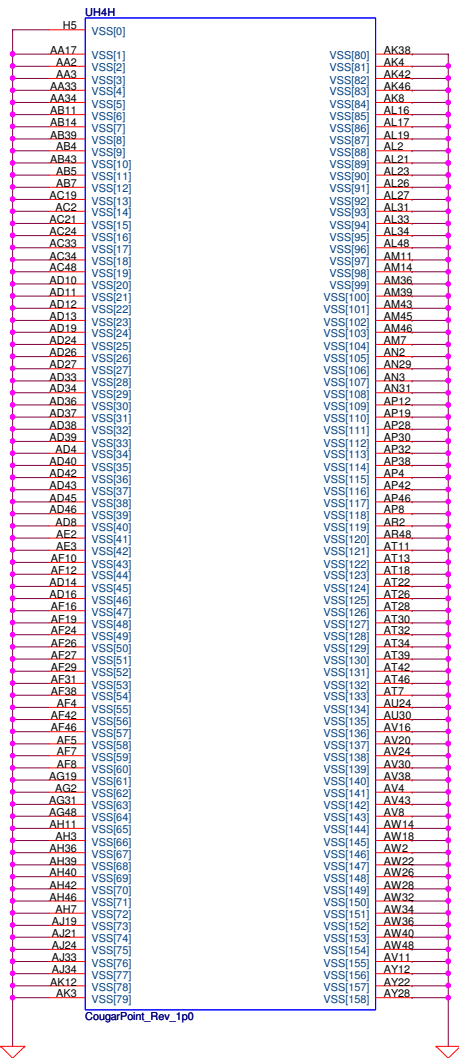 UH4H
H5 VSS[0]
AA17 VSS[1] VSS[80] AK38
AA2 VSS[2] VSS[81] AK4
AA3 VSS[3] VSS[82] AK42
AA33 VSS[4] VSS[83] AK46
AA34 VSS[5] VSS[84] AK8
AB11 VSS[6] VSS[85] AL16
AB14 VSS[7] VSS[86] AL17
AB39 VSS[8] VSS[87] AL19
AB4 VSS[9] VSS[88] AL2
AB43 VSS[10] VSS[89] AL21
AB5 VSS[11] VSS[90] AL23
AB7 VSS[12] VSS[91] AL26
AC19 VSS[13] VSS[92] AL27
AC2 VSS[14] VSS[93] AL31
AC21 VSS[15] VSS[94] AL33
AC24 VSS[16] VSS[95] AL34
AC33 VSS[17] VSS[96] AL48
AC34 VSS[18] VSS[97] AM11
AC48 VSS[19] VSS[98] AM14
AD10 VSS[20] VSS[99] AM36
AD11 VSS[21] VSS[100] AM39
AD12 VSS[22] VSS[101] AM43
AD13 VSS[23] VSS[102] AM45
AD19 VSS[24] VSS[103] AM46
AD24 VSS[25] VSS[104] AM7
AD26 VSS[26] VSS[105] AN2
AD27 VSS[27] VSS[106] AN29
AD33 VSS[28] VSS[107] AN3
AD34 VSS[29] VSS[108] AN31
AD36 VSS[30] VSS[109] AP12
AD37 VSS[31] VSS[110] AP19
AD38 VSS[32] VSS[111] AP28
AD39 VSS[33] VSS[112] AP30
AD4 VSS[34] VSS[113] AP32
AD40 VSS[35] VSS[114] AP38
AD42 VSS[36] VSS[115] AP4
AD43 VSS[37] VSS[116] AP42
AD45 VSS[38] VSS[117] AP46
AD46 VSS[39] VSS[118] AP8
AD8 VSS[40] VSS[119] AR2
AE2 VSS[41] VSS[120] AR48
AE3 VSS[42] VSS[121] AT11
AF10 VSS[43] VSS[122] AT13
AF12 VSS[44] VSS[123] AT18
AD14 VSS[45] VSS[124] AT22
AD16 VSS[46] VSS[125] AT26
AF16 VSS[47] VSS[126] AT28
AF19 VSS[48] VSS[127] AT30
AF24 VSS[49] VSS[128] AT32
AF26 VSS[50] VSS[129] AT34
AF27 VSS[51] VSS[130] AT39
AF29 VSS[52] VSS[131] AT42
AF31 VSS[53] VSS[132] AT46
AF38 VSS[54] VSS[133] AT7
AF4 VSS[55] VSS[134] AU24
AF42 VSS[56] VSS[135] AU30
AF46 VSS[57] VSS[136] AV16
AF5 VSS[58] VSS[137] AV20
AF7 VSS[59] VSS[138] AV24
AF8 VSS[60] VSS[139] AV30
AG19 VSS[61] VSS[140] AV38
AG2 VSS[62] VSS[141] AV4
AG31 VSS[63] VSS[142] AV43
AG48 VSS[64] VSS[143] AV8
AH11 VSS[65] VSS[144] AW14
AH3 VSS[66] VSS[145] AW18
AH36 VSS[67] VSS[146] AW2
AH39 VSS[68] VSS[147] AW22
AH40 VSS[69] VSS[148] AW26
AH42 VSS[70] VSS[149] AW28
AH46 VSS[71] VSS[150] AW32
AH7 VSS[72] VSS[151] AW34
AJ19 VSS[73] VSS[152] AW36
AJ21 VSS[74] VSS[153] AW40
AJ24 VSS[75] VSS[154] AW48
AJ33 VSS[76] VSS[155] AV11
AJ34 VSS[77] VSS[156] AY12
AK12 VSS[78] VSS[157] AY22
AK3 VSS[79] VSS[158] AY28
CougarPoint_Rev_1p0